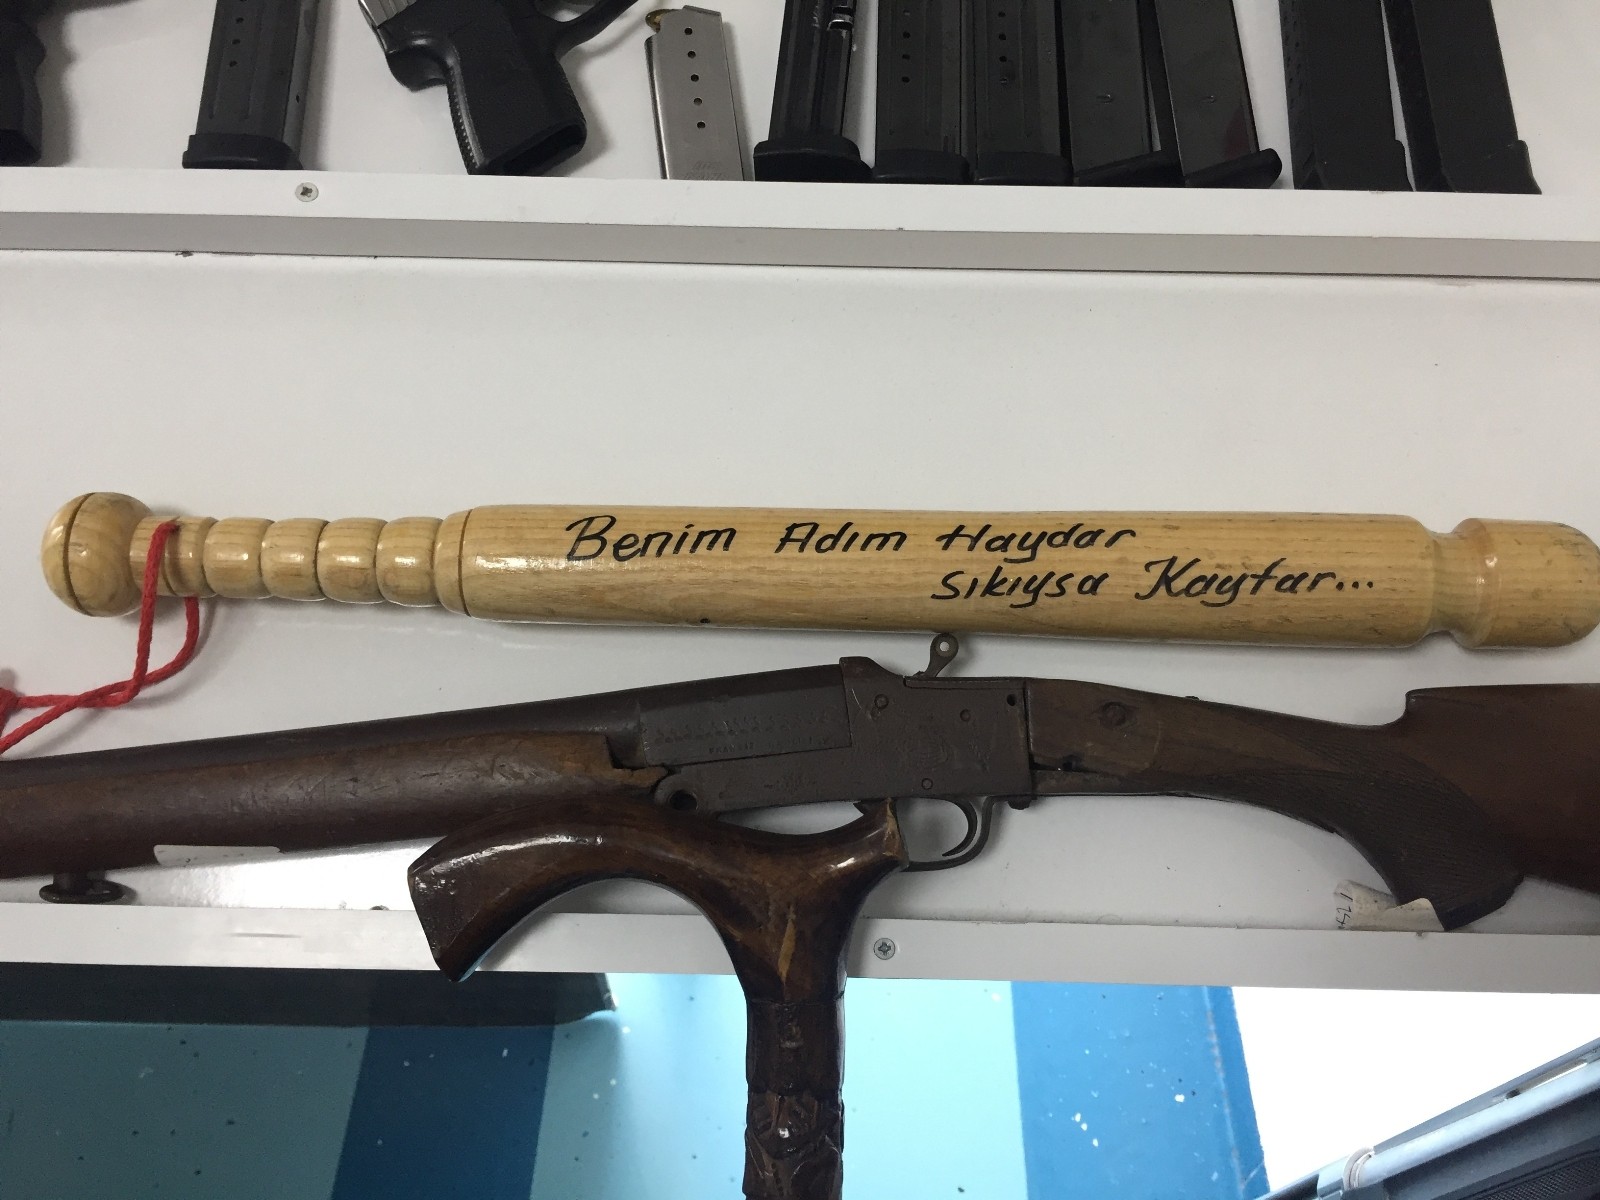 Benim Adım Haydar
sıkıysa Kaytar...